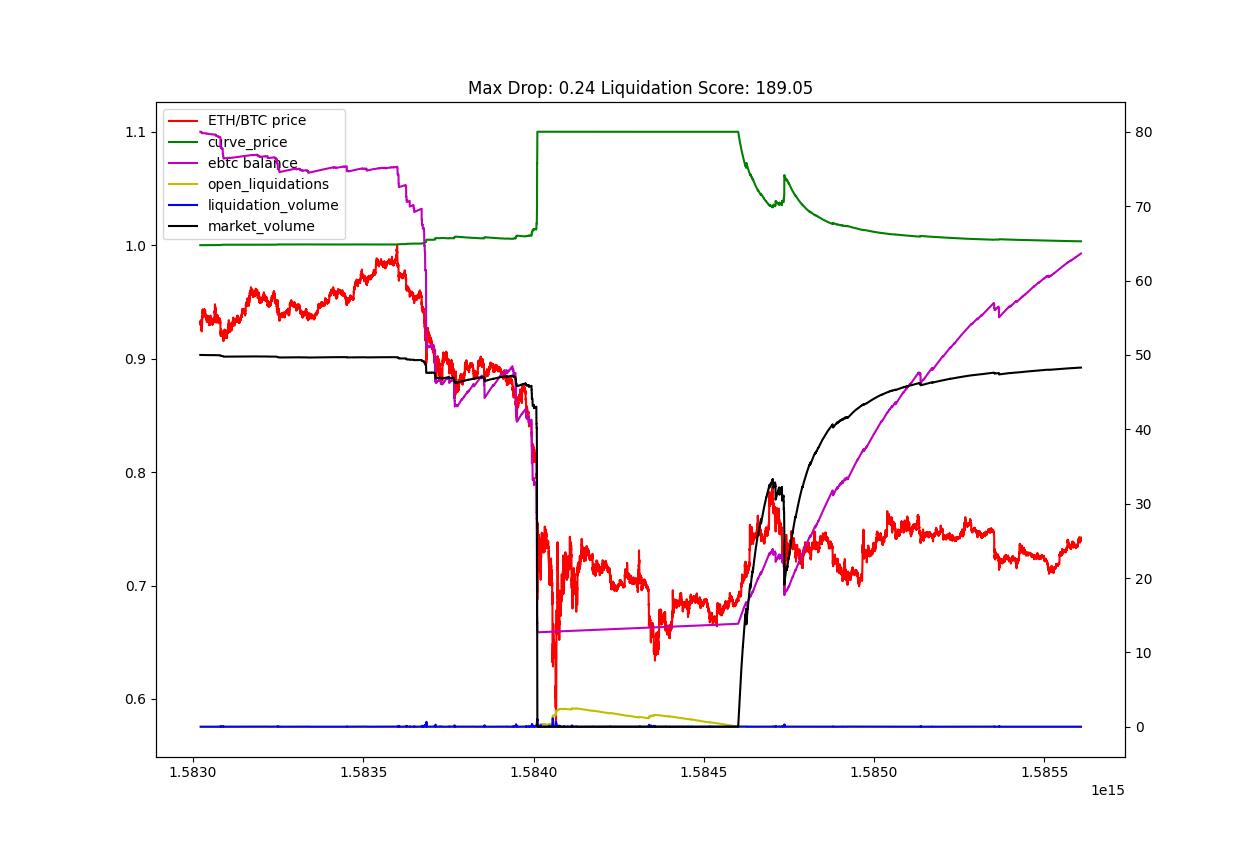 Max Drop: 0.24 Liquidation Score: 189.05
ETH/BTC price
curve_price
ebtc balance
open_liquidations
liquidation_volume
market_volume
1.1
1.0
0.9
0.8
0.7
0.6
80
70
60
50
40
30
20
10
0
1.5830 1.5835 1.5840 1.5845 1.5850 1.5855
1e15